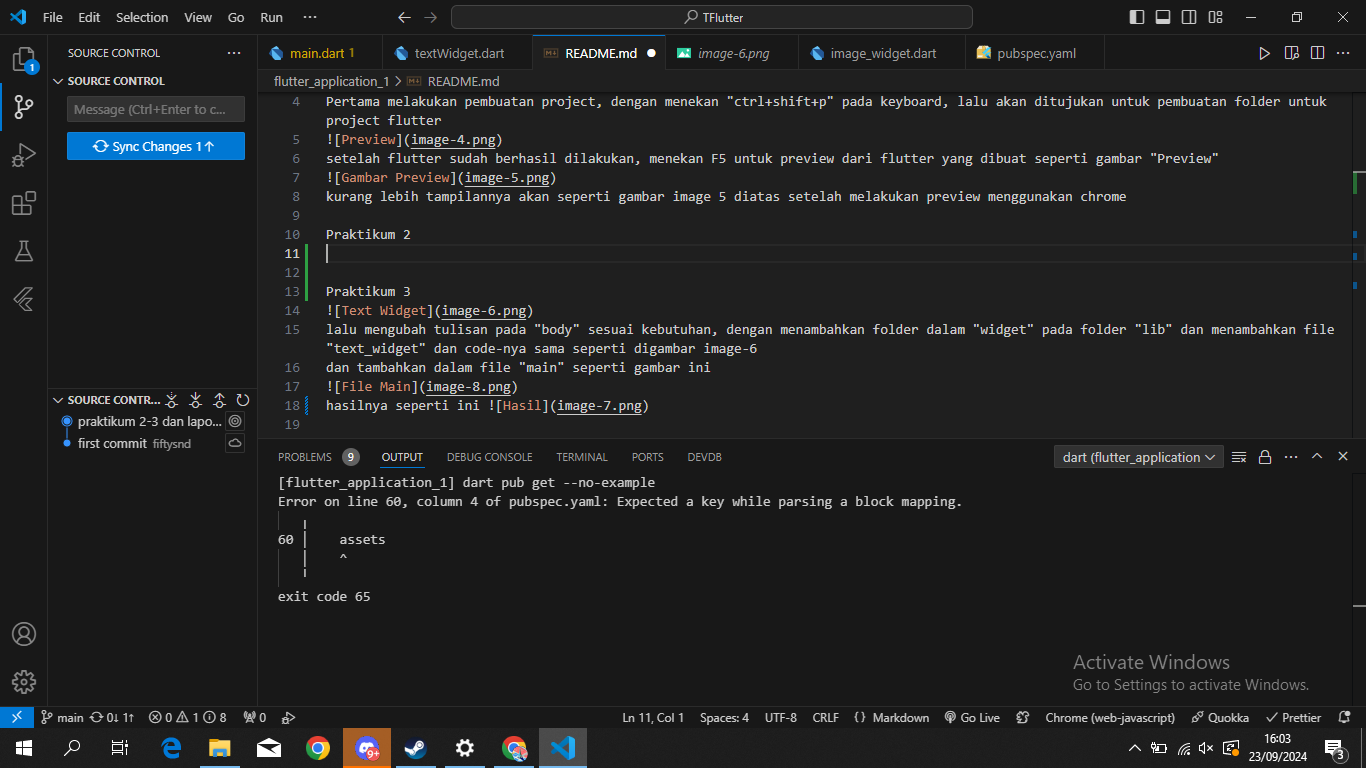 File Edit Selection View Go Run ··· TFlutter
SOURCE CONTROL ···
main.dart 1 textWidget.dart README.md image-6.png image_widget.dart pubspec.yaml
flutter_application_1 > README.md
SOURCE CONTROL
Message (Ctrl+Enter to c...
Sync Changes 1↑
4 Pertama melakukan pembuatan project, dengan menekan "ctrl+shift+p" pada keyboard, lalu akan ditujukan untuk pembuatan folder untuk
project flutter
5 ![Preview](image-4.png)
6 setelah flutter sudah berhasil dilakukan, menekan F5 untuk preview dari flutter yang dibuat seperti gambar "Preview"
7 ![Gambar Preview](image-5.png)
8 kurang lebih tampilannya akan seperti gambar image 5 diatas setelah melakukan preview menggunakan chrome
9
10 Praktikum 2
11
12
13 Praktikum 3
14 ![Text Widget](image-6.png)
15 lalu mengubah tulisan pada "body" sesuai kebutuhan, dengan menambahkan folder dalam "widget" pada folder "lib" dan menambahkan file
"text_widget" dan code-nya sama seperti digambar image-6
16 dan tambahkan dalam file "main" seperti gambar ini
17 ![File Main](image-8.png)
18 hasilnya seperti ini ![Hasil](image-7.png)
19
SOURCE CONTR...
praktikum 2-3 dan lapo...
first commit fiftysnd
PROBLEMS 9 OUTPUT DEBUG CONSOLE TERMINAL PORTS DEVDB dart (flutter_application
[flutter_application_1] dart pub get --no-example
Error on line 60, column 4 of pubspec.yaml: Expected a key while parsing a block mapping.
60 │ assets
^
exit code 65
Activate Windows
Go to Settings to activate Windows.
main 0↓ 1↑ 0 1 8 0 Ln 11, Col 1 Spaces: 4 UTF-8 CRLF {} Markdown Go Live Chrome (web-javascript) Quokka Prettier
1
9+
16:03
23/09/2024
3